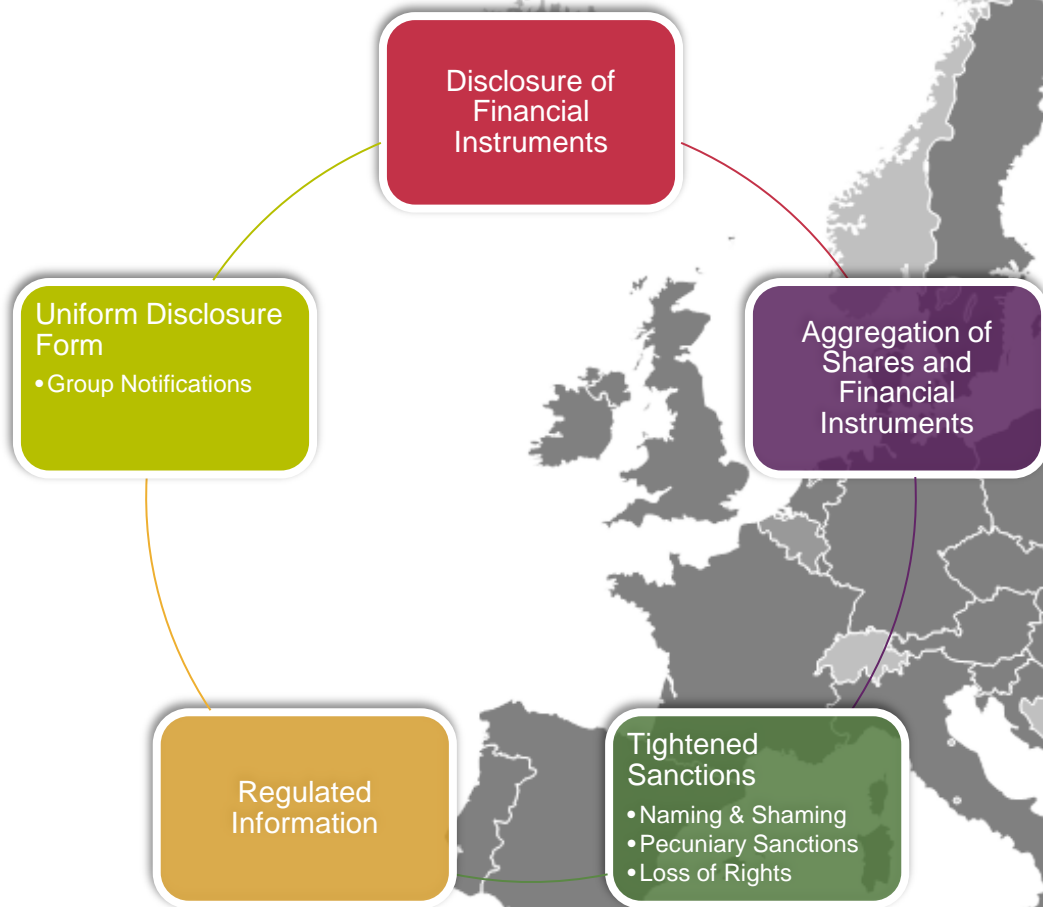 Disclosure of
Financial
Instruments
Uniform Disclosure
Form
• Group Notifications
Aggregation of
Shares and
Financial
Instruments
Regulated
Information
Tightened
Sanctions
• Naming & Shaming
• Pecuniary Sanctions
• Loss of Rights